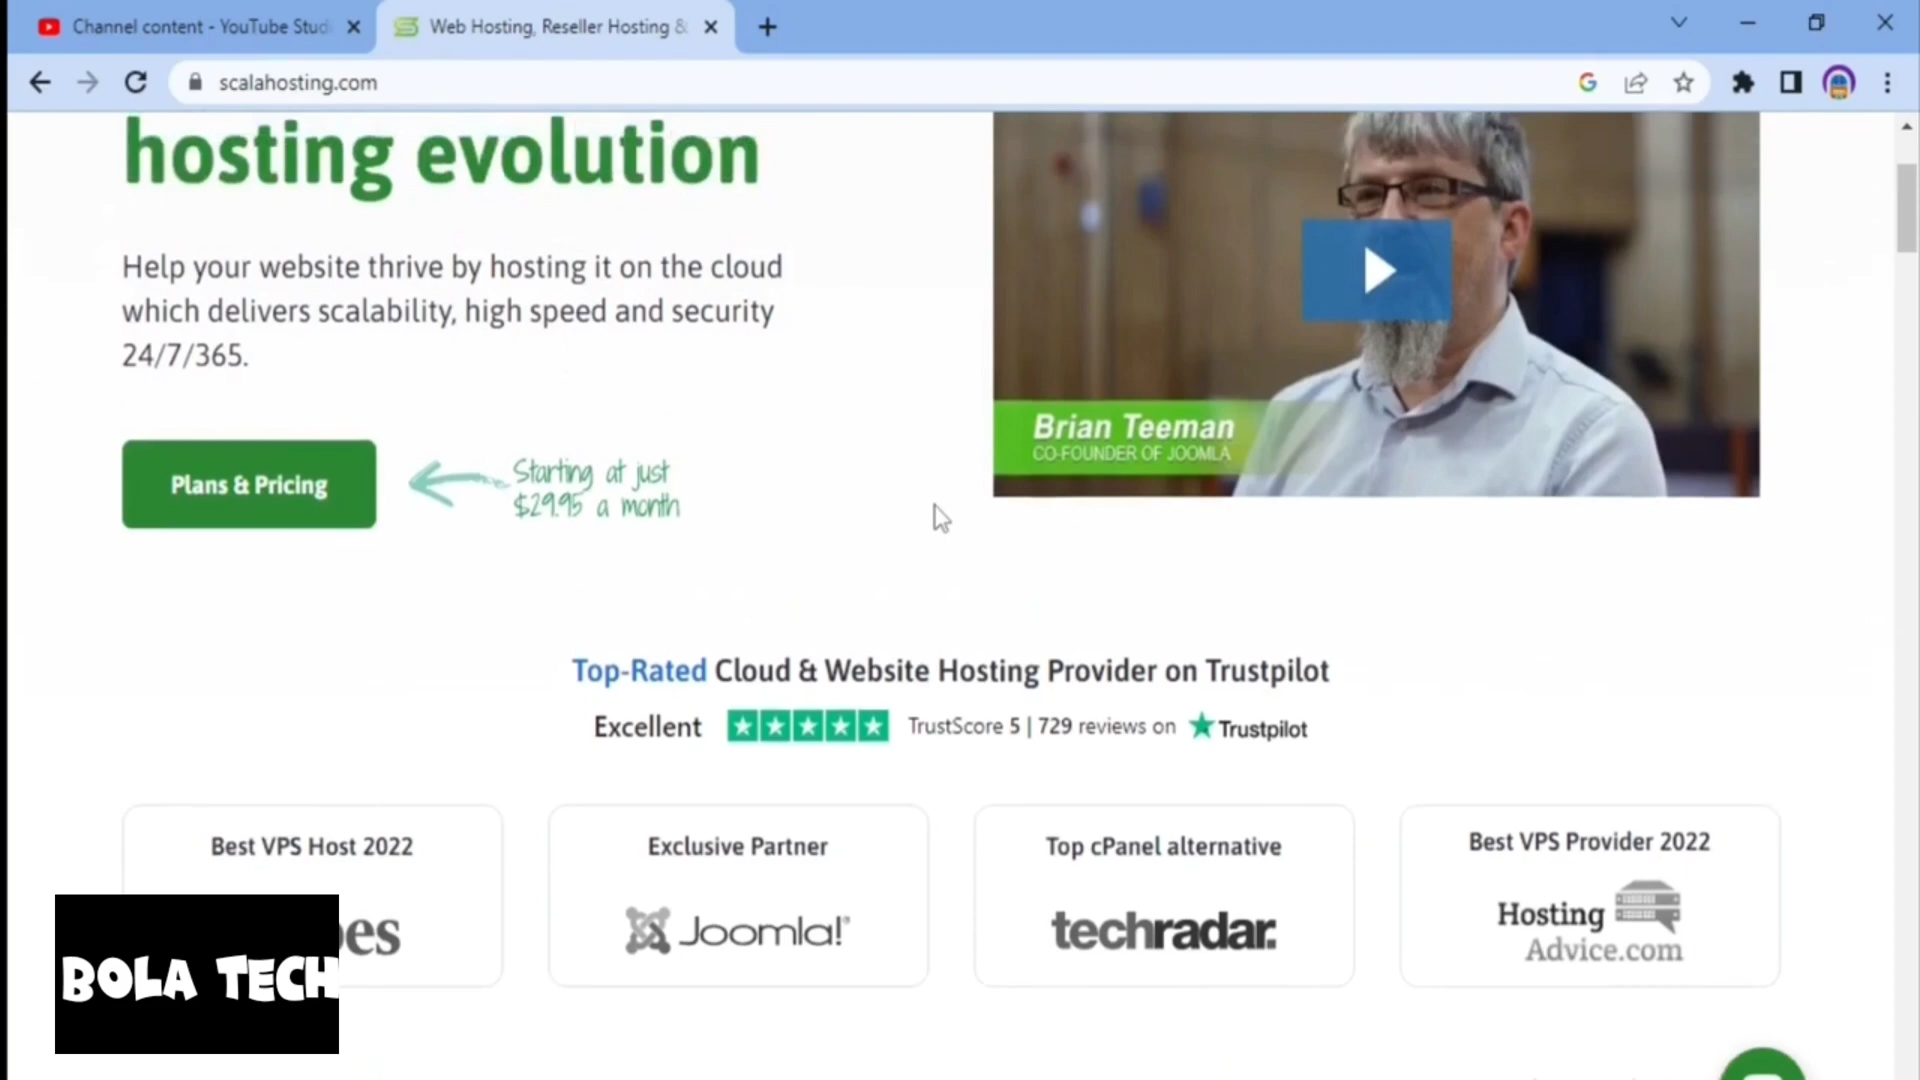 Channel content - YouTube Stud
Web Hosting, Reseller Hosting &
scalahosting.com
hosting evolution
Help your website thrive by hosting it on the cloud
which delivers scalability, high speed and security
24/7/365.
Plans & Pricing
Starting at just
$29.95 a month
Brian Teeman
CO-FOUNDER OF JOOMLA
Top-Rated Cloud & Website Hosting Provider on Trustpilot
Excellent
TrustScore 5 | 729 reviews on
Trustpilot
Best VPS Host 2022
es
Exclusive Partner
Joomla!®
Top cPanel alternative
techradar.
Best VPS Provider 2022
Hosting
Advice.com
BOLA TECH